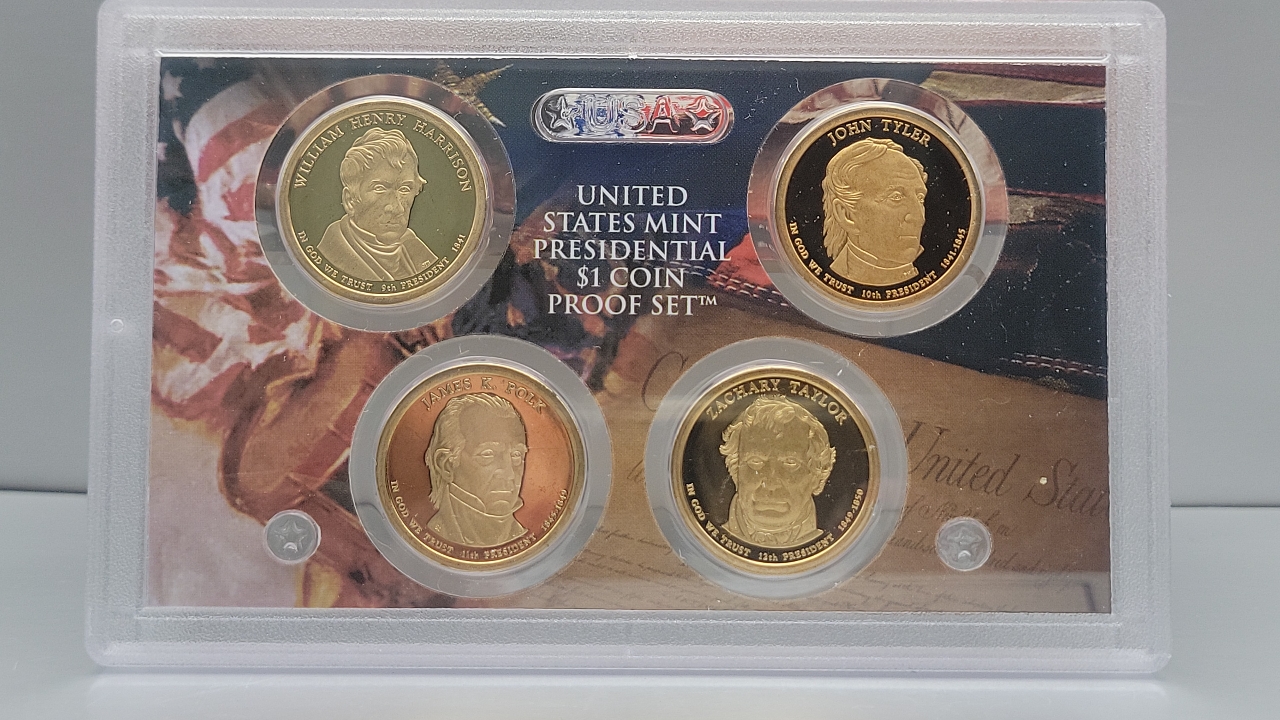 USA
UNITED
STATES MINT
PRESIDENTIAL
$1 COIN
PROOF SET™
WILLIAM HENRY HARRISON
IN GOD WE TRUST 9th PRESIDENT 1841
JOHN TYLER
IN GOD WE TRUST 10th PRESIDENT 1841-1845
JAMES K. POLK
IN GOD WE TRUST 11th PRESIDENT 1845-1849
ZACHARY TAYLOR
IN GOD WE TRUST 12th PRESIDENT 1849-1850
United Sta